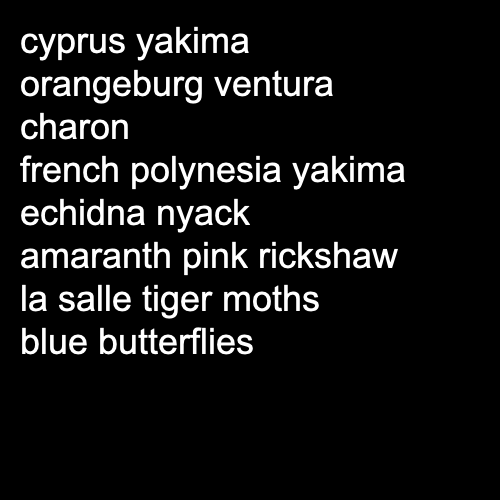 cyprus yakima
orangeburg ventura
charon
french polynesia yakima
echidna nyack
amaranth pink rickshaw
la salle tiger moths
blue butterflies